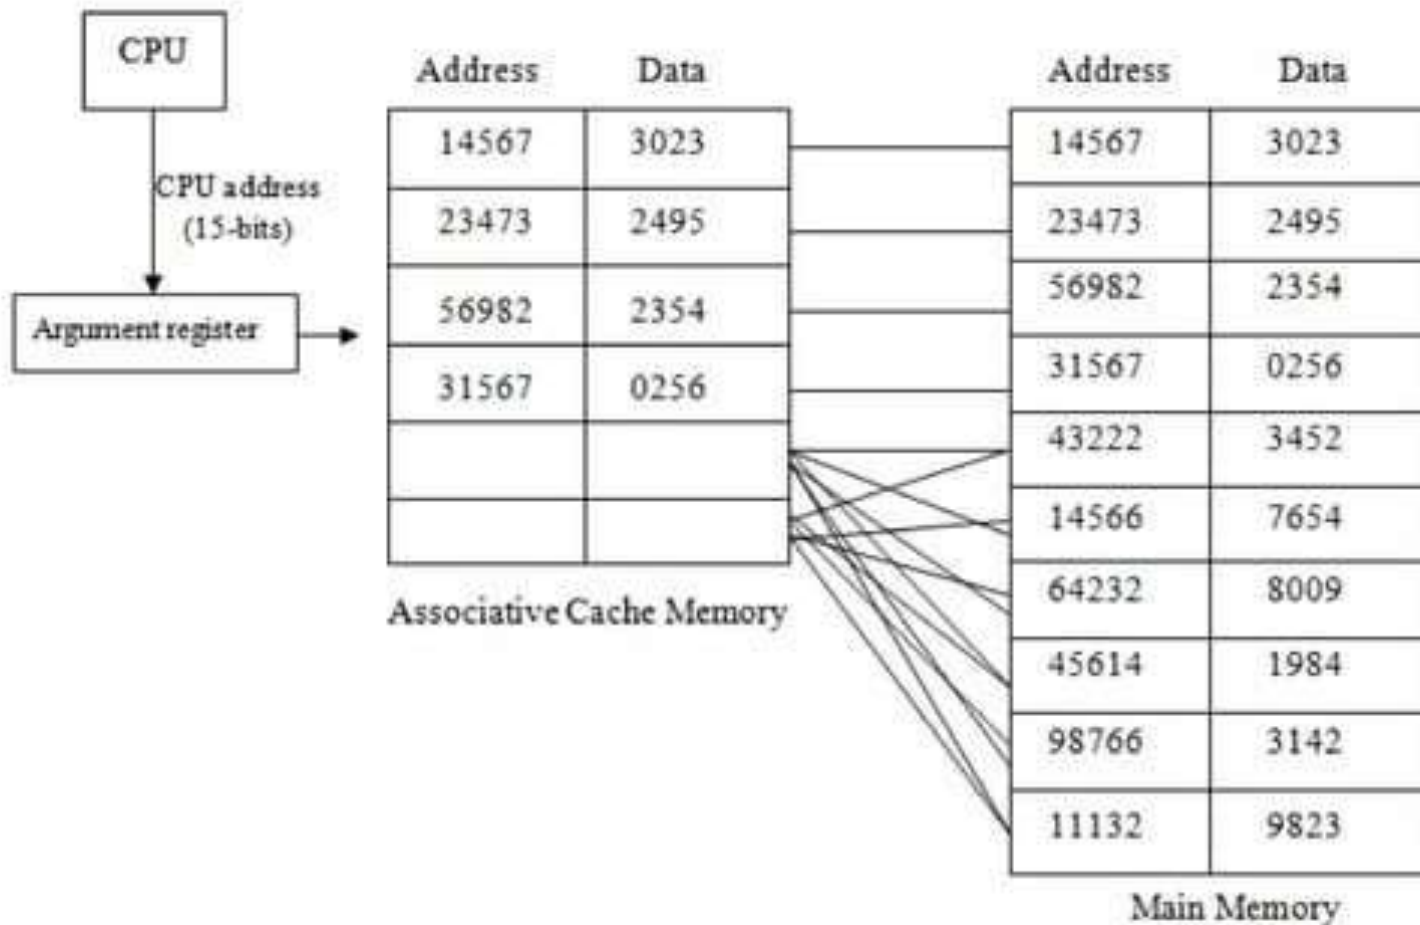 CPU
CPU address
(15-bits)
Argument register
Address Data
14567 3023
23473 2495
56982 2354
31567 0256
Associative Cache Memory
Address Data
14567 3023
23473 2495
56982 2354
31567 0256
43222 3452
14566 7654
64232 8009
45614 1984
98766 3142
11132 9823
Main Memory